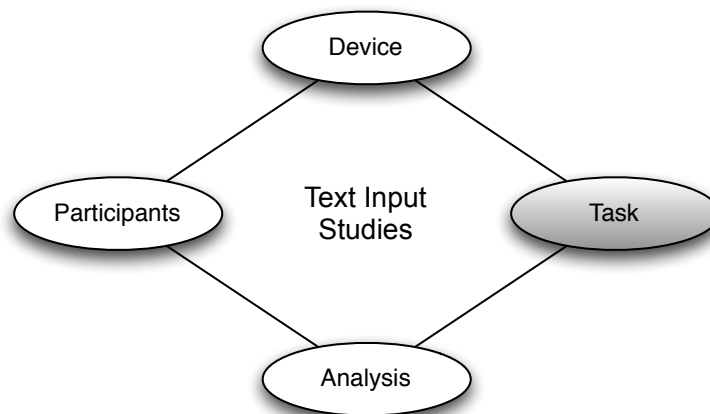 Device
Participants
Text Input
Studies
Task
Analysis